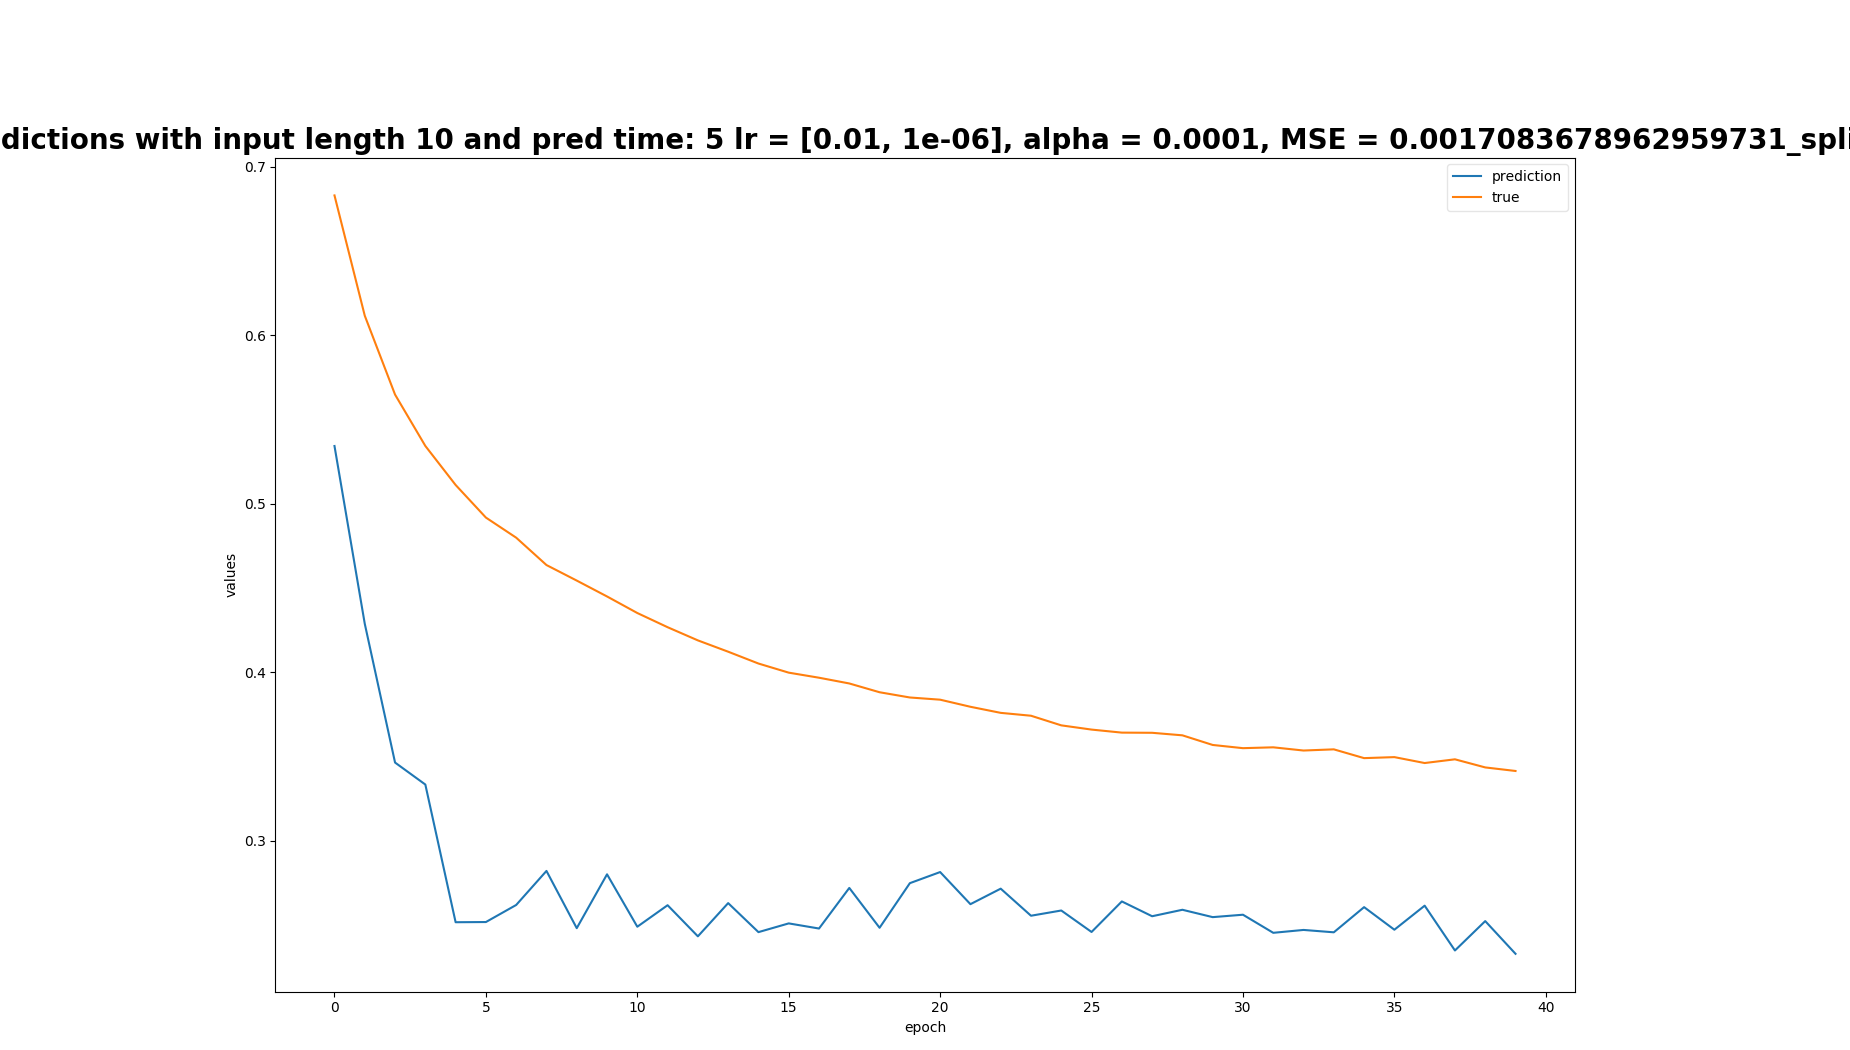 dictions with input length 10 and pred time: 5 lr = [0.01, 1e-06], alpha = 0.0001, MSE = 0.0017083678962959731_spli
prediction
true
0.7
0.6
0.5
0.4
0.3
values
0
5
10
15
20
25
30
35
40
epoch